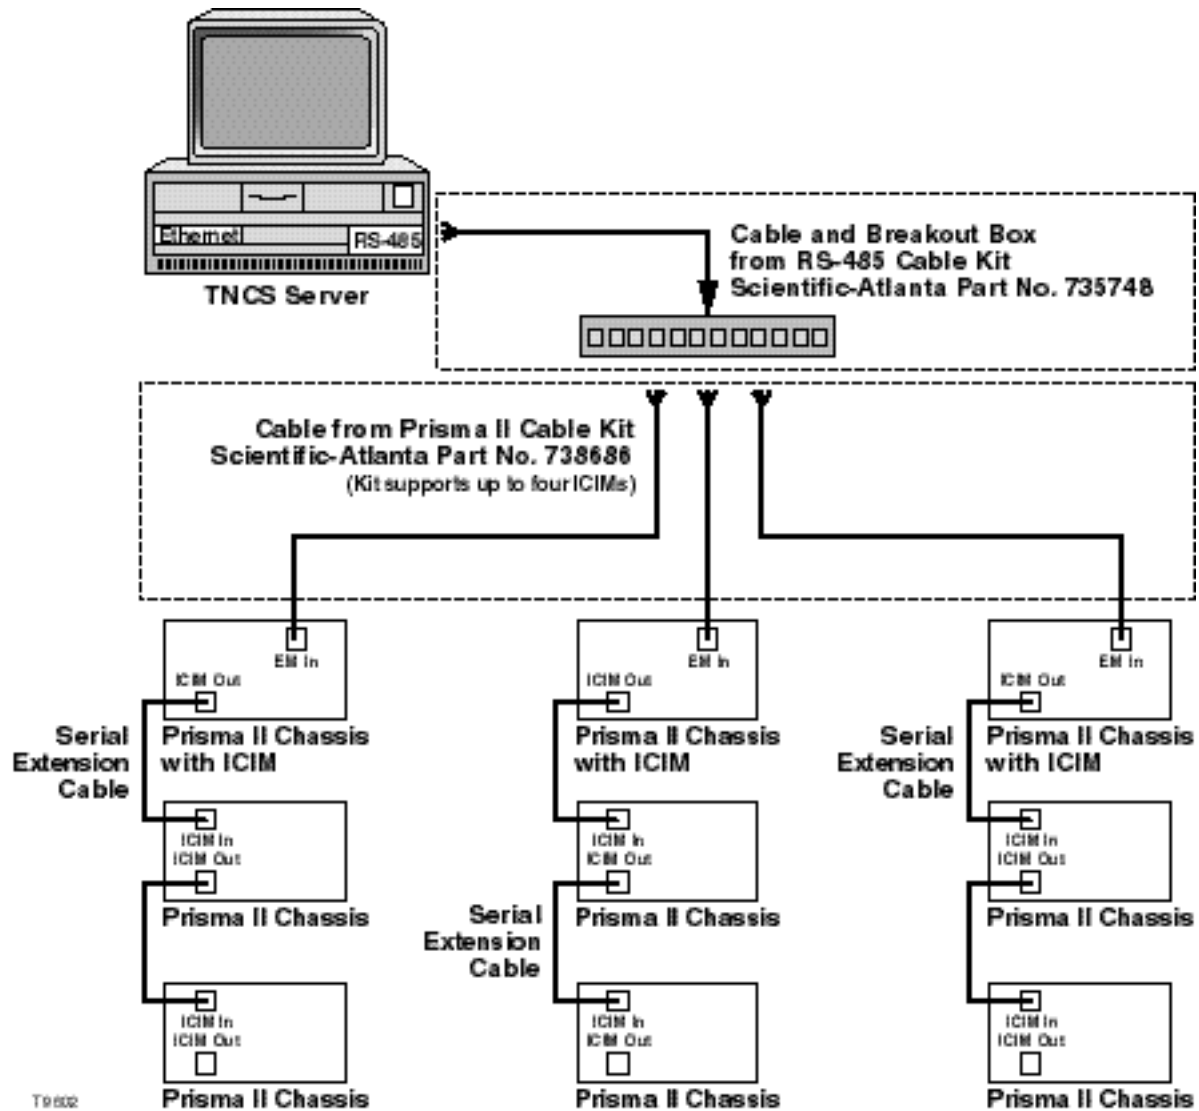 Ethernet
RS-485
TNCS Server
Cable and Breakout Box
from RS-485 Cable Kit
Scientific-Atlanta Part No. 735748
Cable from Prisma II Cable Kit
Scientific-Atlanta Part No. 738686
(Kit supports up to four ICIMs)
EM In
ICIM Out
Serial
Extension
Cable
Prisma II Chassis
with ICIM
EM In
ICIM Out
Prisma II Chassis
with ICIM
EM In
ICIM Out
Serial
Extension
Cable
Prisma II Chassis
with ICIM
ICIM In
ICIM Out
Prisma II Chassis
ICIM In
ICIM Out
Prisma II Chassis
Serial
Extension
Cable
ICIM In
ICIM Out
Prisma II Chassis
ICIM In
ICIM Out
Prisma II Chassis
ICIM In
ICIM Out
Prisma II Chassis
ICIM In
ICIM Out
Prisma II Chassis
T9602